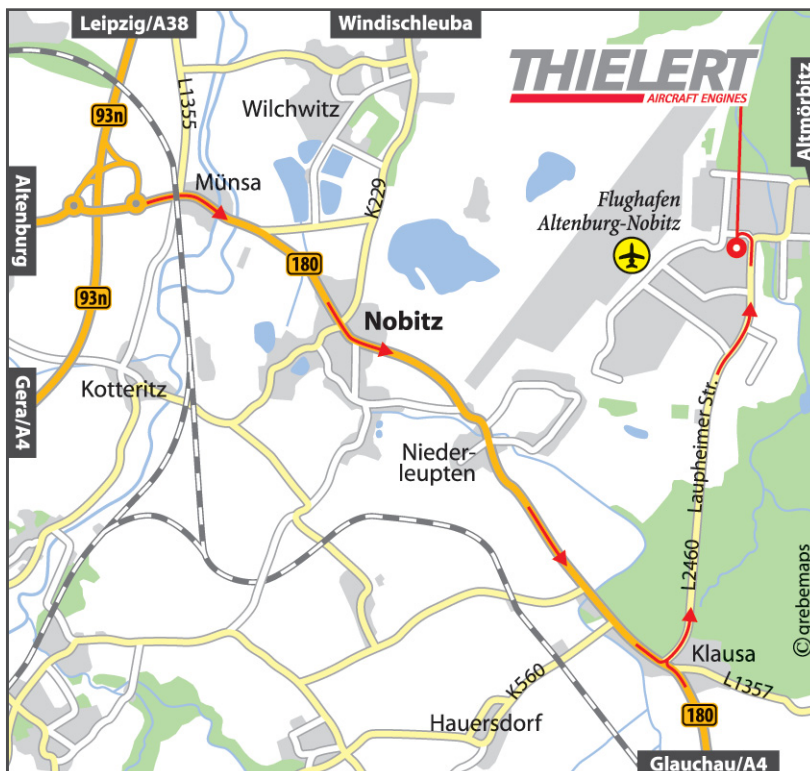 Leipzig/A38
Windischleuba
THIELERT
AIRCRAFT ENGINES
Altmörbitz
L1355
93n
Wilchwitz
Münsa
K229
Altenburg
Flughafen
Altenburg-Nobitz
180
93n
Nobitz
Kotteritz
Gera/A4
Nieder-
leupten
Laupheimer Str.
L2460
©grebemaps
Klausa
L1357
K560
Hauersdorf
180
Glauchau/A4